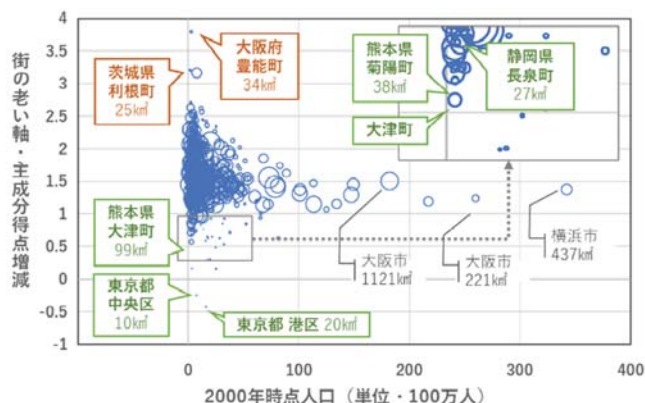 街の老い軸・主成分得点増減
4
3.5
3
2.5
2
1.5
1
0.5
0
-0.5
-1
0
100
200
300
400
2000年時点人口（単位・100万人）
大阪府
豊能町
34㎢
茨城県
利根町
25㎢
熊本県
菊陽町
38㎢
静岡県
長泉町
27㎢
大津町
熊本県
大津町
99㎢
東京都
中央区
10㎢
東京都 港区 20㎢
大阪市
1121㎢
大阪市
221㎢
横浜市
437㎢